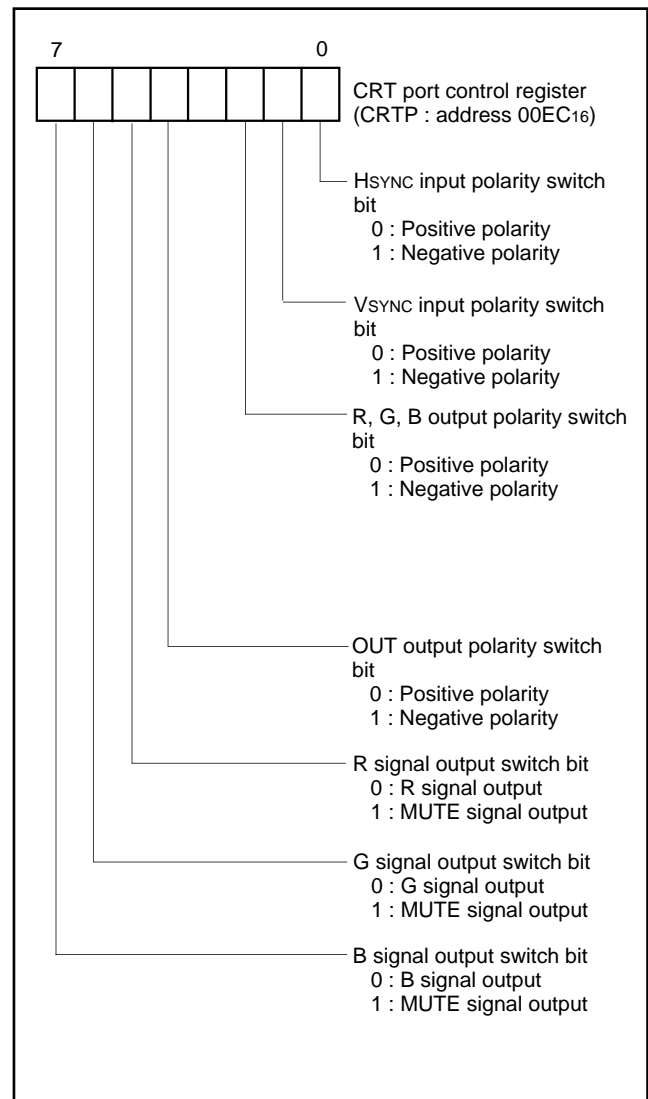 7 0
CRT port control register
(CRTP : address 00EC16)
HSYNC input polarity switch
bit
0 : Positive polarity
1 : Negative polarity
VSYNC input polarity switch
bit
0 : Positive polarity
1 : Negative polarity
R, G, B output polarity switch
bit
0 : Positive polarity
1 : Negative polarity
OUT output polarity switch
bit
0 : Positive polarity
1 : Negative polarity
R signal output switch bit
0 : R signal output
1 : MUTE signal output
G signal output switch bit
0 : G signal output
1 : MUTE signal output
B signal output switch bit
0 : B signal output
1 : MUTE signal output